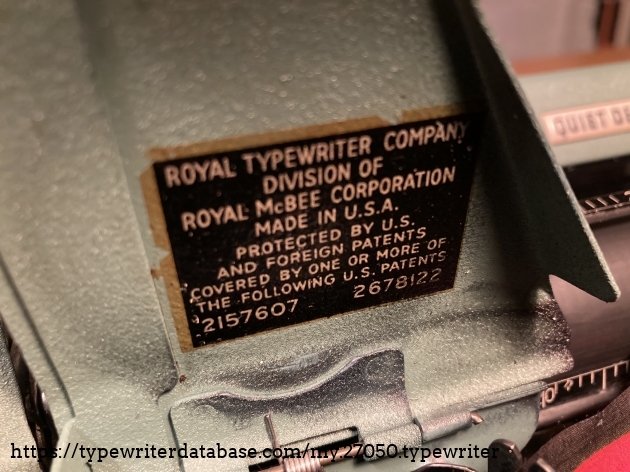 ROYAL TYPEWRITER COMPANY
DIVISION OF
ROYAL McBEE CORPORATION
MADE IN U.S.A.
PROTECTED BY U.S.
AND FOREIGN PATENTS
COVERED BY ONE OR MORE OF
THE FOLLOWING U.S. PATENTS
2157607 2678122
QUIET DE
https://typewriterdatabase.com/my.27050.typewriter